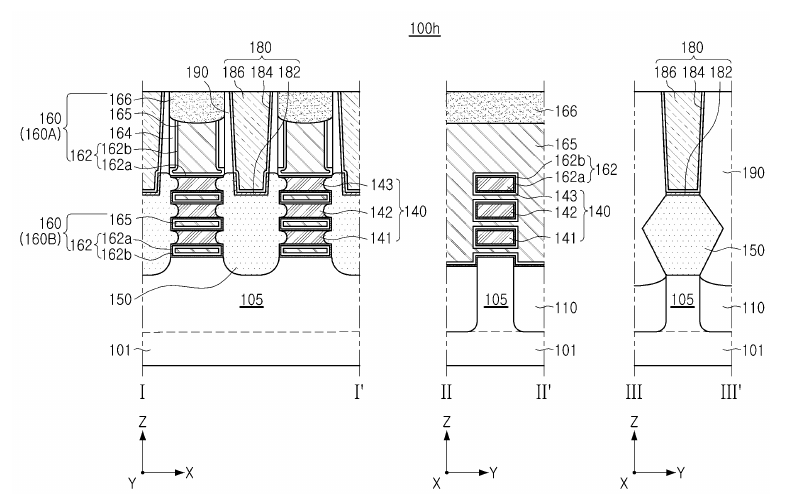 100h
180
190 186 184 182
160
(160A)
166
165
164
162
162b
162a
160
(160B)
165
162
162a
162b
143
142
140
141
150
105
101
I
I'
Z
Y
X
166
165
162b
162a
162
143
142
140
141
105
110
101
II
II'
Z
X
Y
180
186 184 182
190
150
105
110
101
III
III'
Z
X
Y